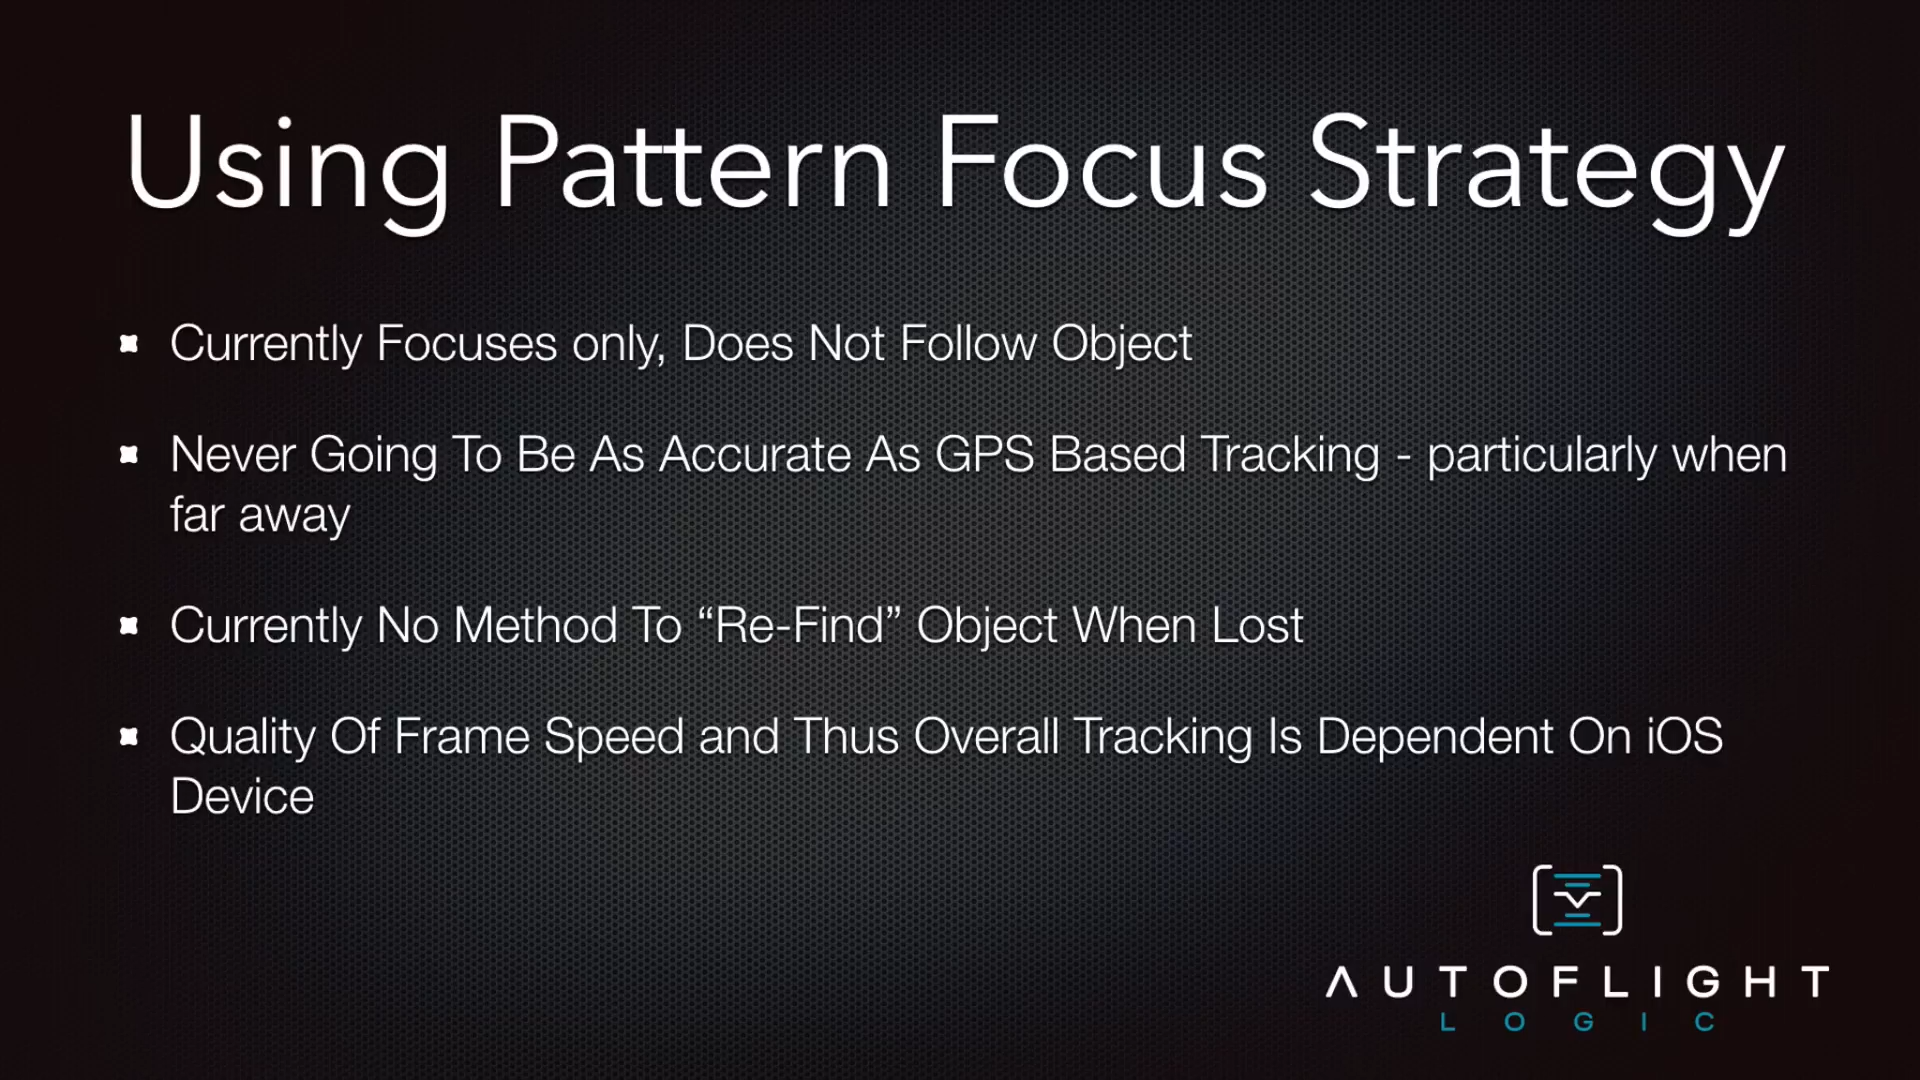 Using Pattern Focus Strategy
Currently Focuses only, Does Not Follow Object
Never Going To Be As Accurate As GPS Based Tracking - particularly when
far away
Currently No Method To “Re-Find” Object When Lost
Quality Of Frame Speed and Thus Overall Tracking Is Dependent On iOS
Device
AUTOFLIGHT
LOGIC